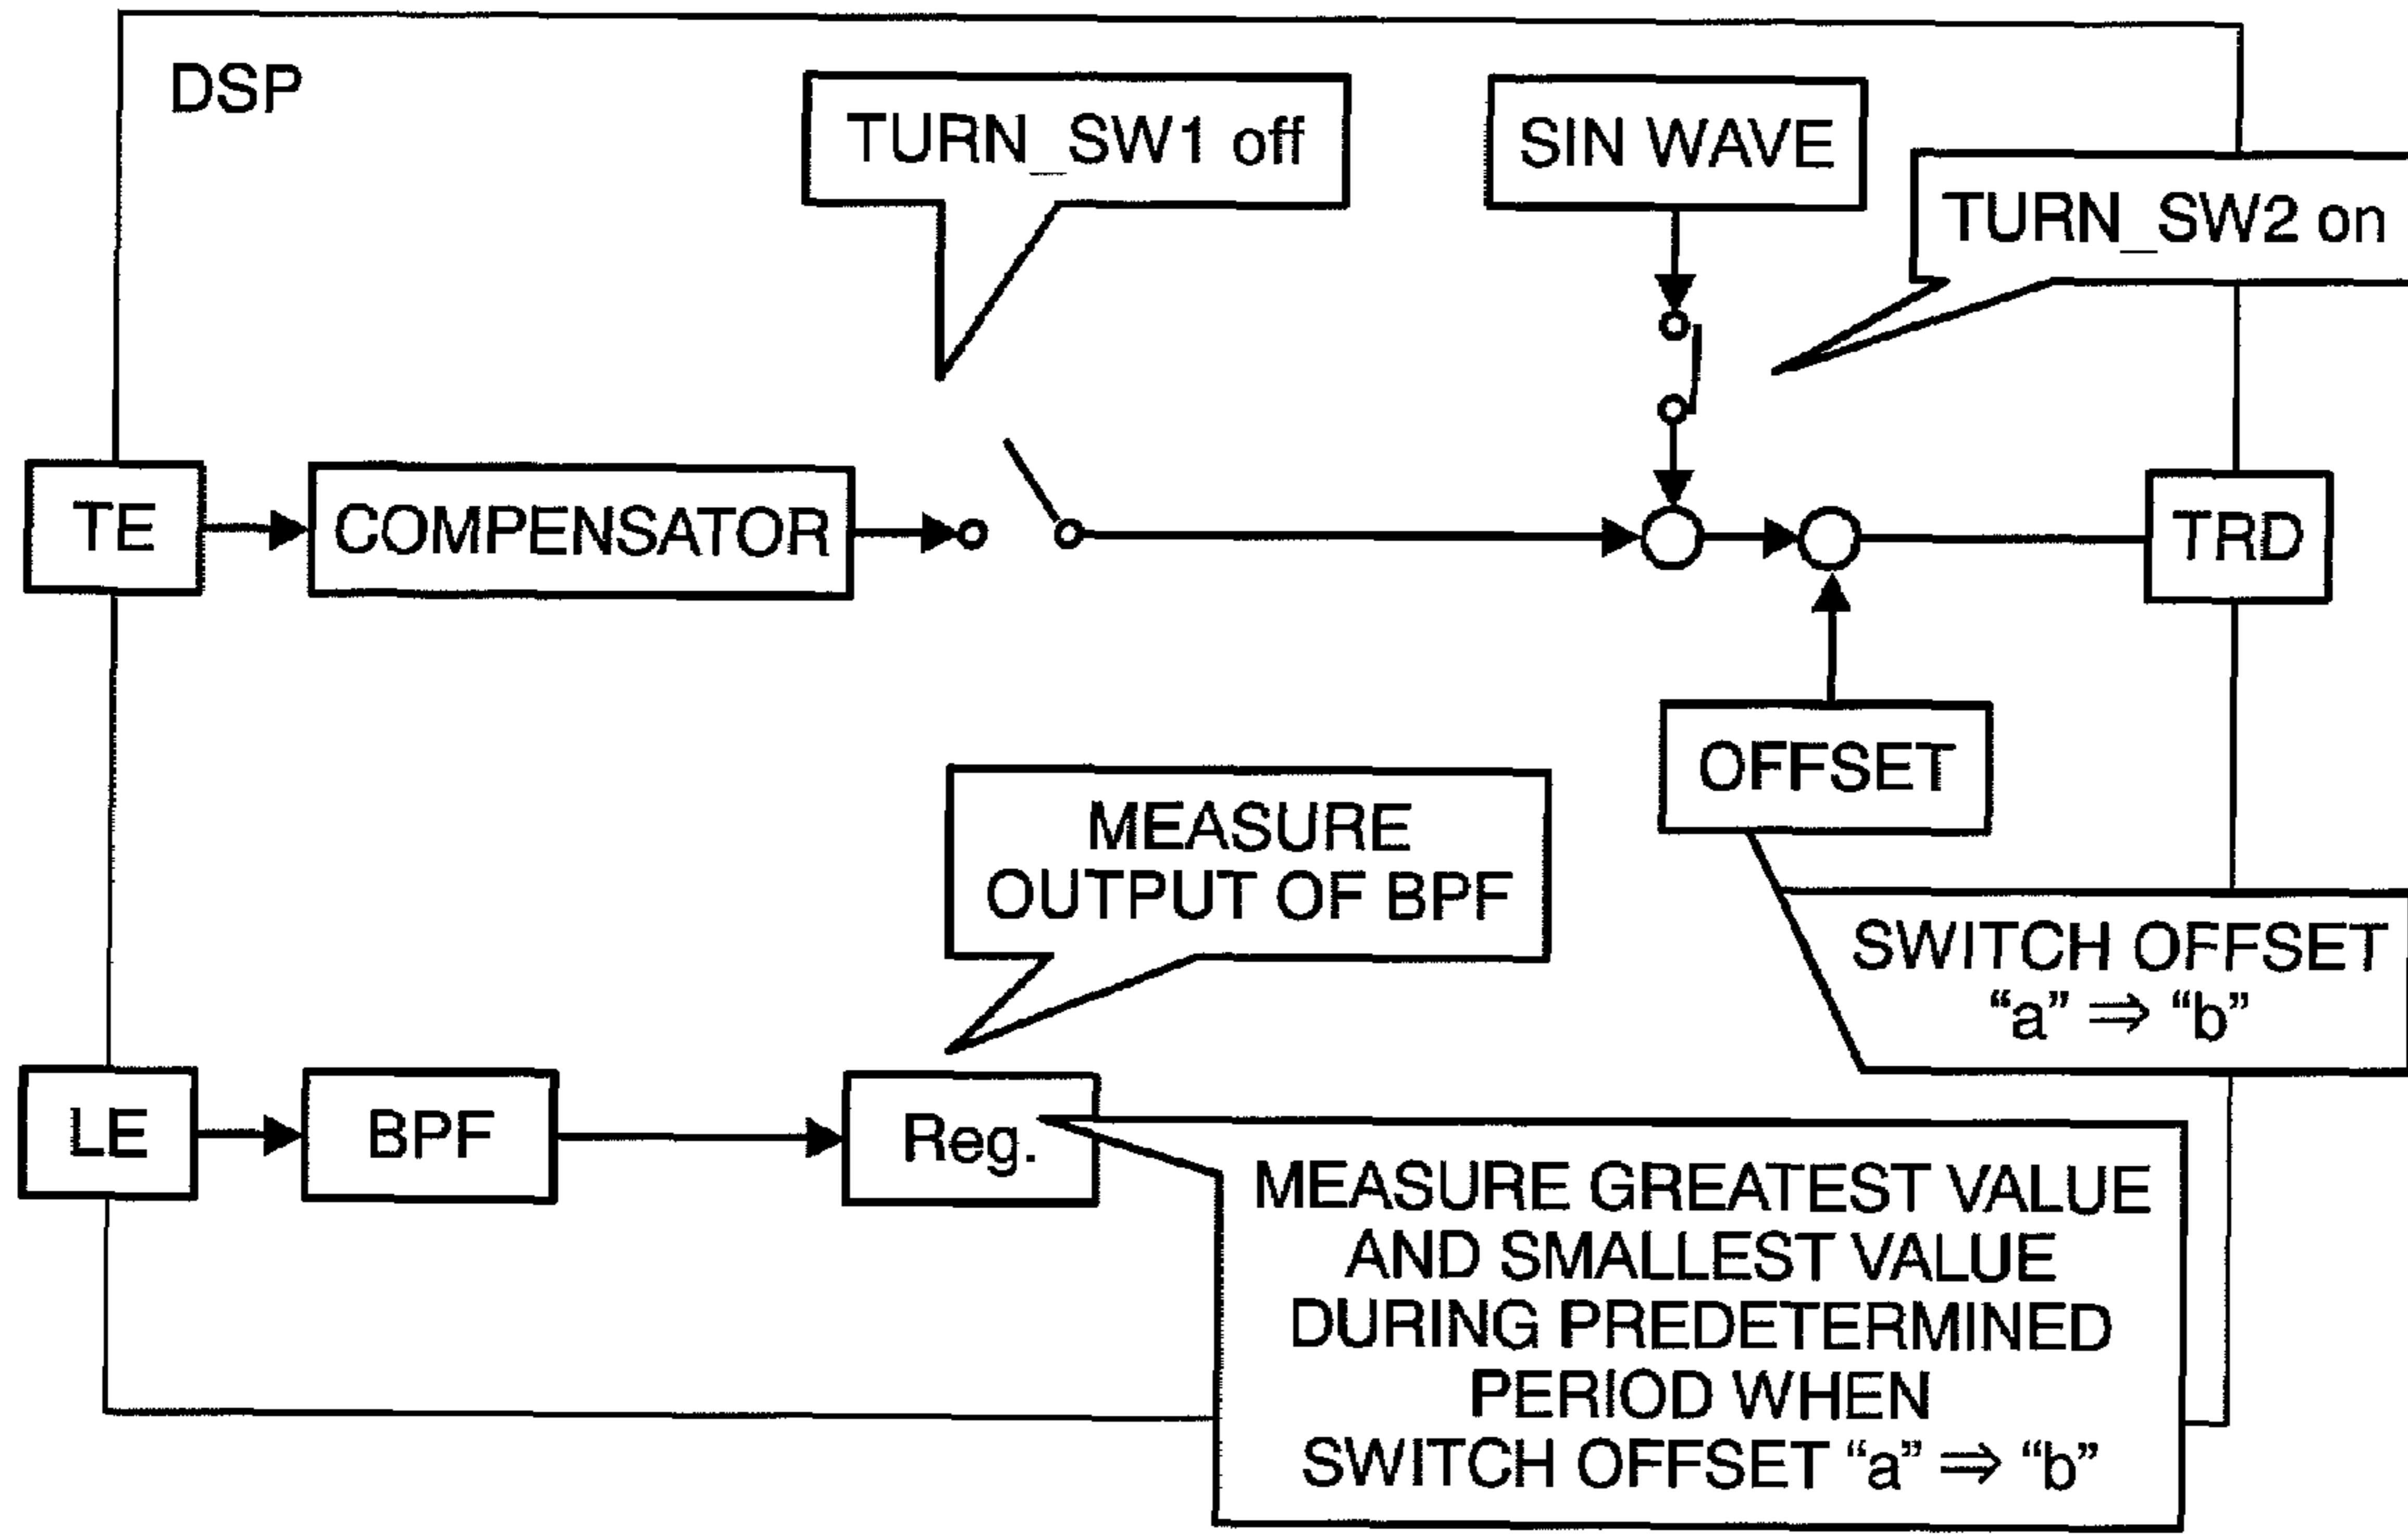 DSP
TURN_SW1 off
SIN WAVE
TURN_SW2 on
TE
COMPENSATOR
TRD
OFFSET
MEASURE
OUTPUT OF BPF
SWITCH OFFSET
“a” ⇒ “b”
LE
BPF
Reg.
MEASURE GREATEST VALUE
AND SMALLEST VALUE
DURING PREDETERMINED
PERIOD WHEN
SWITCH OFFSET “a” ⇒ “b”